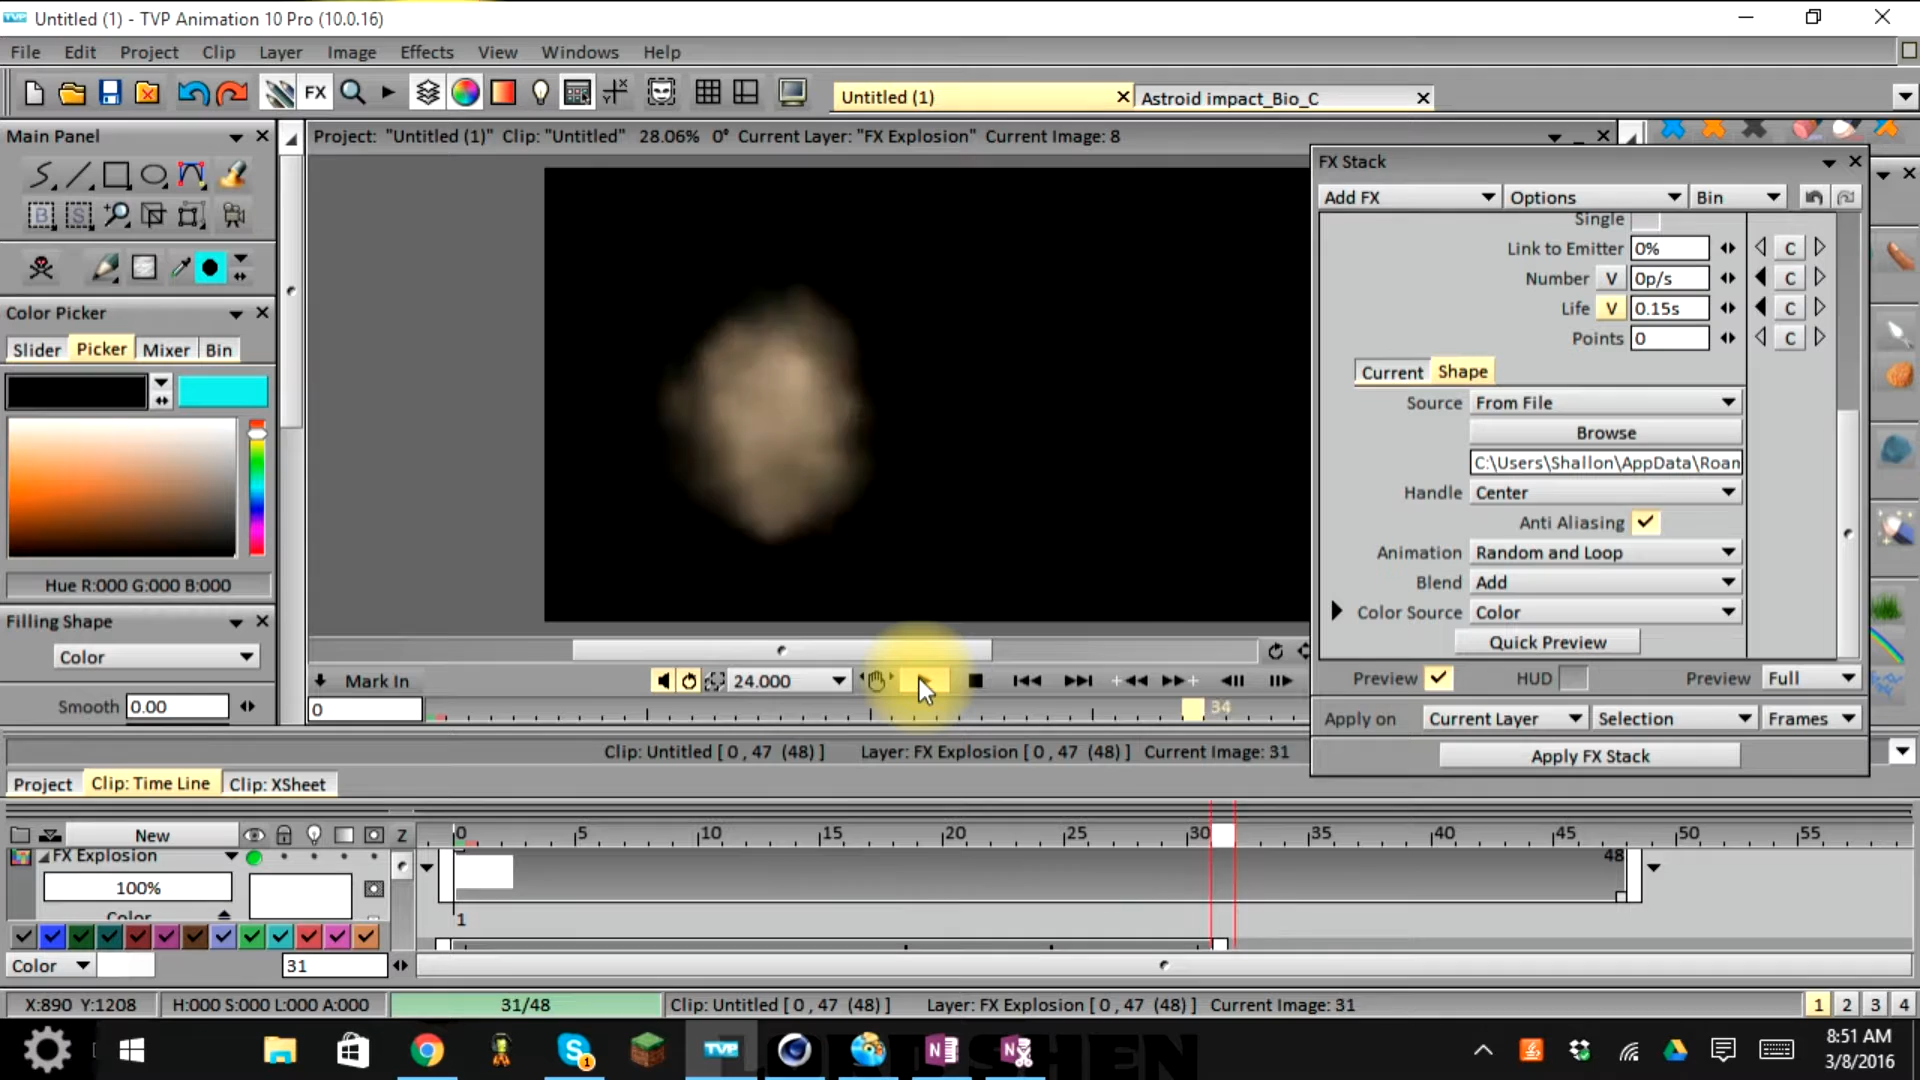 TVP Untitled (1) - TVP Animation 10 Pro (10.0.16)
File Edit Project Clip Layer Image Effects View Windows Help
FX Untitled (1) Astroid impact_Bio_C
Main Panel
Project: "Untitled (1)" Clip: "Untitled" 28.06% 0° Current Layer: "FX Explosion" Current Image: 8
FX Stack
Add FX Options Bin
Single
Link to Emitter 0% C
Number V 0p/s C
Life V 0.15s C
Points 0 C
Current Shape
Source From File
Browse
C:\Users\Shallon\AppData\Roan
Handle Center
Anti Aliasing
Animation Random and Loop
Blend Add
Color Source Color
Quick Preview
Preview HUD Preview Full
Apply on Current Layer Selection Frames
Apply FX Stack
B S
Color Picker
Slider Picker Mixer Bin
Hue R:000 G:000 B:000
Filling Shape
Color
Smooth 0.00
Mark In 24.000
0 34
Clip: Untitled [ 0 , 47 (48) ] Layer: FX Explosion [ 0 , 47 (48) ] Current Image: 31
Project Clip: Time Line Clip: XSheet
New Z 0 5 10 15 20 25 30 35 40 45 50 55
FX Explosion 48
100%
Color 1
Color 31
X:890 Y:1208 H:000 S:000 L:000 A:000 31/48 Clip: Untitled [ 0 , 47 (48) ] Layer: FX Explosion [ 0 , 47 (48) ] Current Image: 31 1 2 3 4
TVP
8:51 AM
3/8/2016